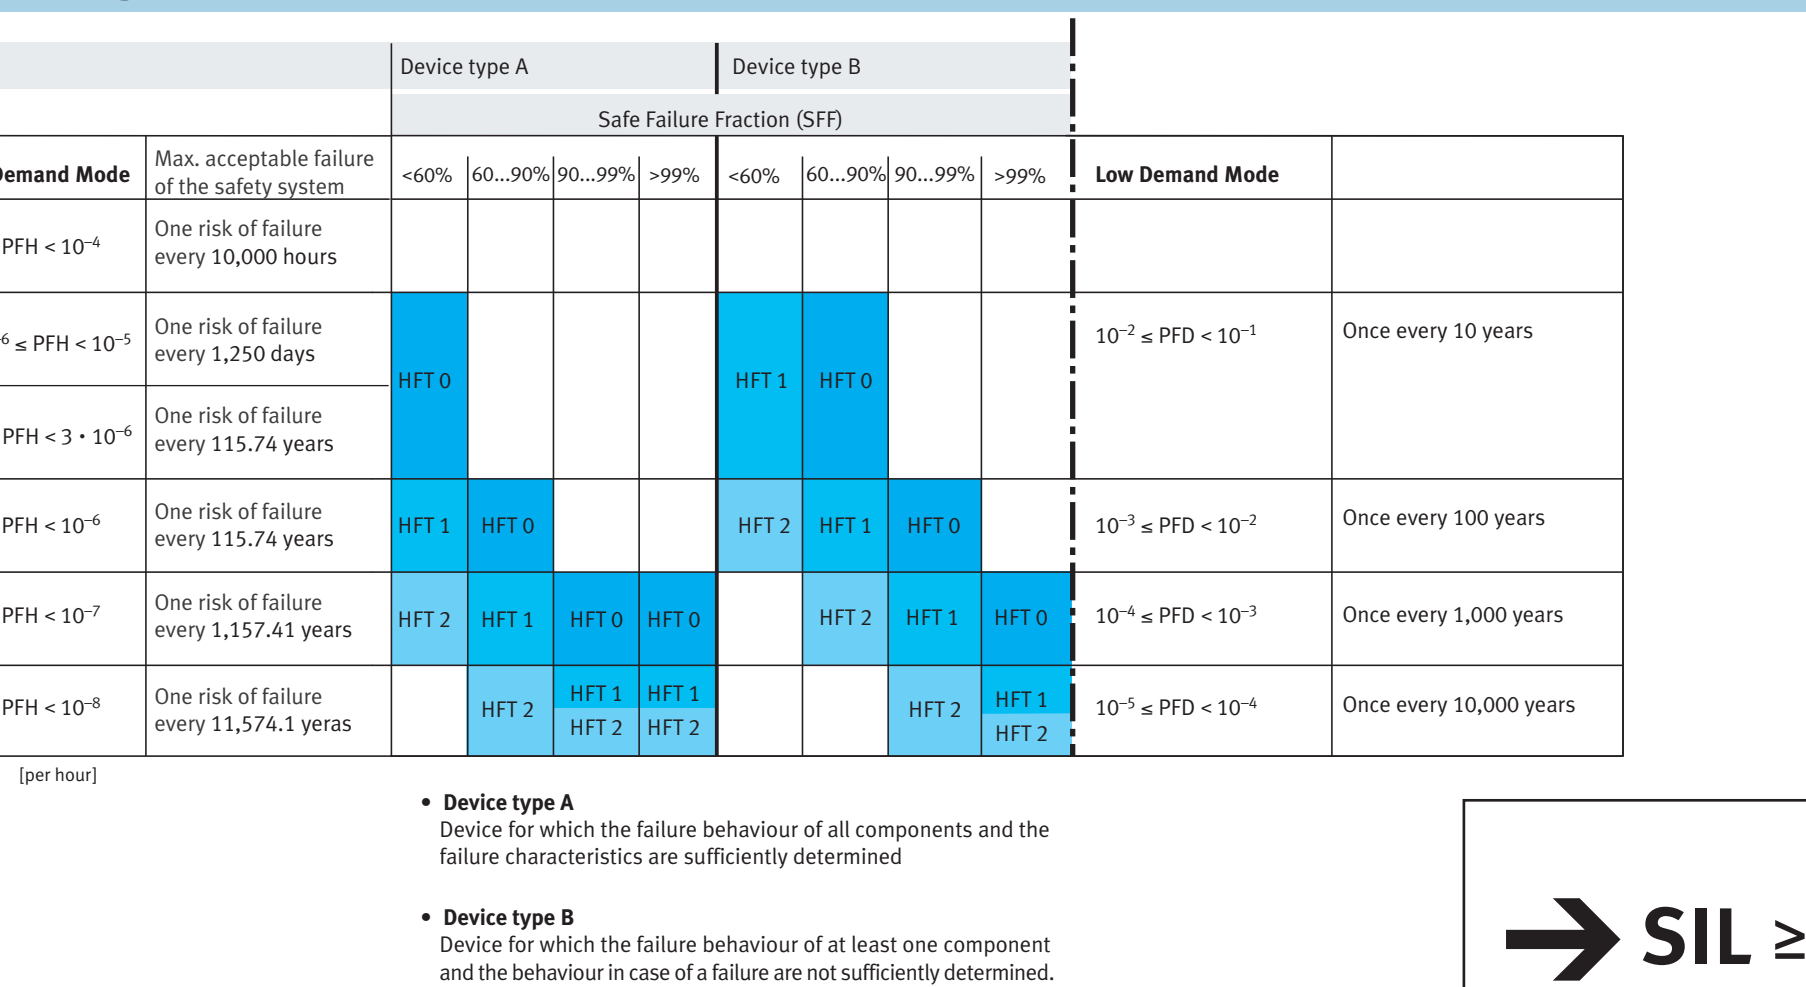 Device type A Device type B
Safe Failure Fraction (SFF)
Demand Mode Max. acceptable failure of the safety system <60% 60...90% 90...99% >99% <60% 60...90% 90...99% >99% Low Demand Mode
PFH < 10⁻⁴ One risk of failure
every 10,000 hours
⁻⁶ ≤ PFH < 10⁻⁵ One risk of failure
every 1,250 days
10⁻² ≤ PFD < 10⁻¹ Once every 10 years
HFT 0 HFT 1 HFT 0
PFH < 3 · 10⁻⁶ One risk of failure
every 115.74 years
PFH < 10⁻⁶ One risk of failure
every 115.74 years
HFT 1 HFT 0 HFT 2 HFT 1 HFT 0 10⁻³ ≤ PFD < 10⁻² Once every 100 years
PFH < 10⁻⁷ One risk of failure
every 1,157.41 years
HFT 2 HFT 1 HFT 0 HFT 0 HFT 2 HFT 1 HFT 0 10⁻⁴ ≤ PFD < 10⁻³ Once every 1,000 years
PFH < 10⁻⁸ One risk of failure
every 11,574.1 yeras
HFT 2 HFT 1 HFT 1 HFT 2 HFT 1 10⁻⁵ ≤ PFD < 10⁻⁴ Once every 10,000 years
HFT 2 HFT 2 HFT 2
[per hour]
• Device type A
Device for which the failure behaviour of all components and the
failure characteristics are sufficiently determined
• Device type B
Device for which the failure behaviour of at least one component
and the behaviour in case of a failure are not sufficiently determined.
SIL ≥